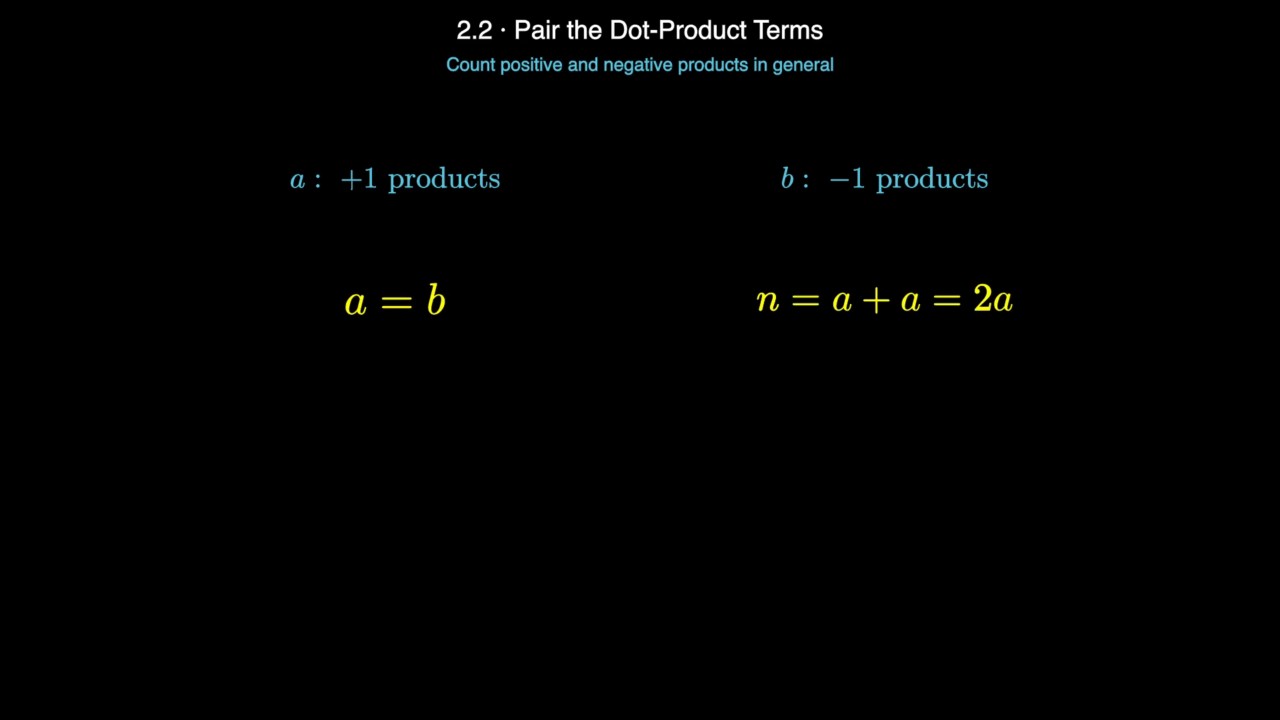 2.2 · Pair the Dot-Product Terms
Count positive and negative products in general
a : +1 products
b : −1 products
a = b
n = a + a = 2a